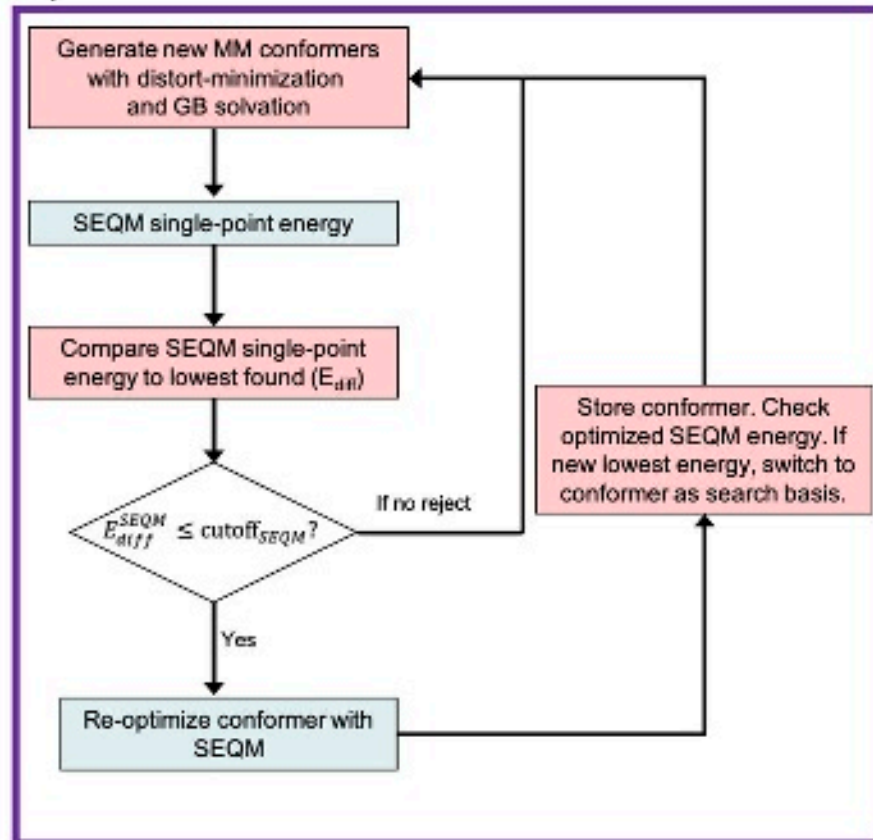 Generate new MM conformers
with distort-minimization
and GB solvation
SEQM single-point energy
Compare SEQM single-point
energy to lowest found (E_diff)
E_diff^SEQM ≤ cutoff_SEQM?
If no reject
Yes
Re-optimize conformer with
SEQM
Store conformer. Check
optimized SEQM energy. If
new lowest energy, switch to
conformer as search basis.